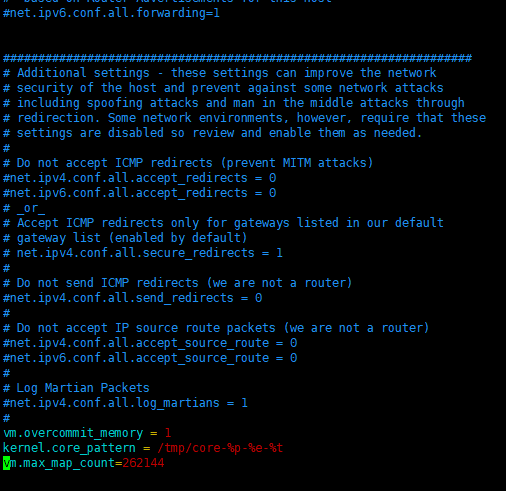 # based on Router Advertisements for this host
#net.ipv6.conf.all.forwarding=1
###################################################################
# Additional settings - these settings can improve the network
# security of the host and prevent against some network attacks
# including spoofing attacks and man in the middle attacks through
# redirection. Some network environments, however, require that these
# settings are disabled so review and enable them as needed.
#
# Do not accept ICMP redirects (prevent MITM attacks)
#net.ipv4.conf.all.accept_redirects = 0
#net.ipv6.conf.all.accept_redirects = 0
# _or_
# Accept ICMP redirects only for gateways listed in our default
# gateway list (enabled by default)
# net.ipv4.conf.all.secure_redirects = 1
#
# Do not send ICMP redirects (we are not a router)
#net.ipv4.conf.all.send_redirects = 0
#
# Do not accept IP source route packets (we are not a router)
#net.ipv4.conf.all.accept_source_route = 0
#net.ipv6.conf.all.accept_source_route = 0
#
# Log Martian Packets
#net.ipv4.conf.all.log_martians = 1
#
vm.overcommit_memory = 1
kernel.core_pattern = /tmp/core-%p-%e-%t
vm.max_map_count=262144